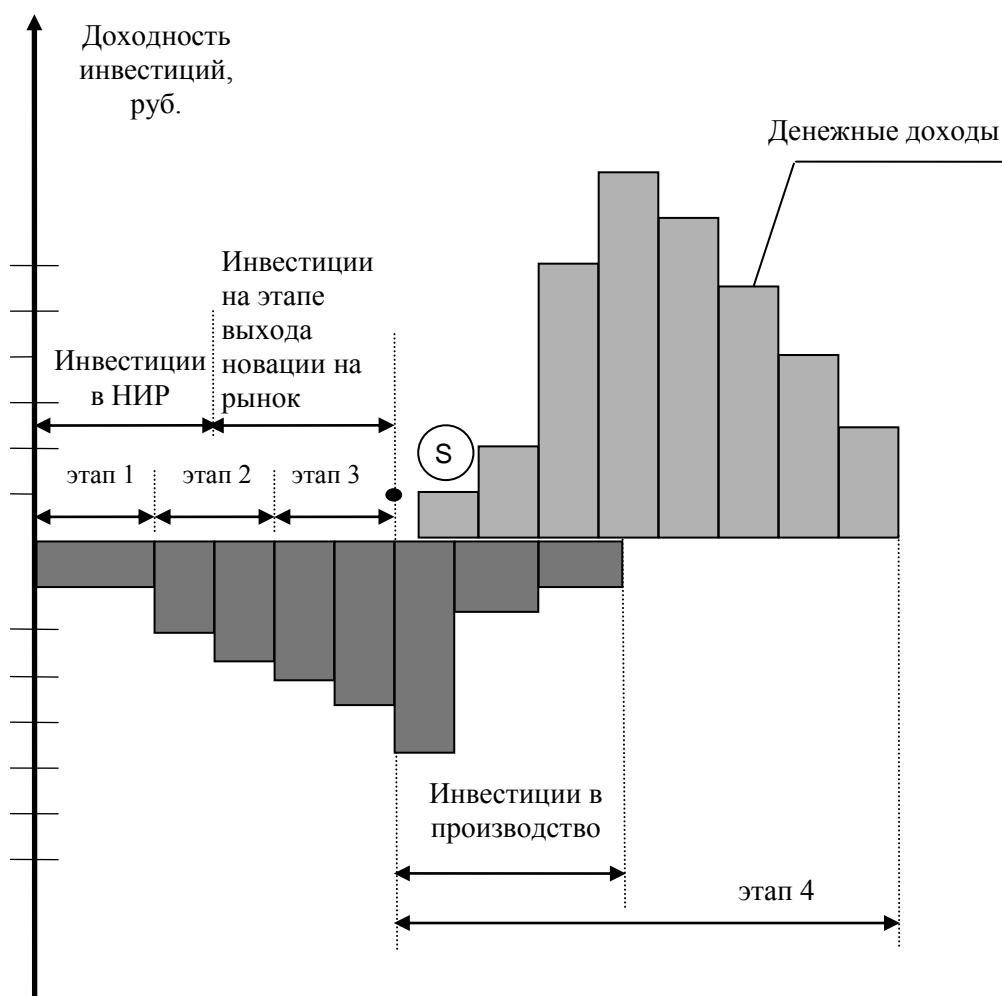 Доходность
инвестиций,
руб.
Денежные доходы
Инвестиции
на этапе
выхода
новации на
рынок
Инвестиции
в НИР
S
этап 1
этап 2
этап 3
Инвестиции в
производство
этап 4